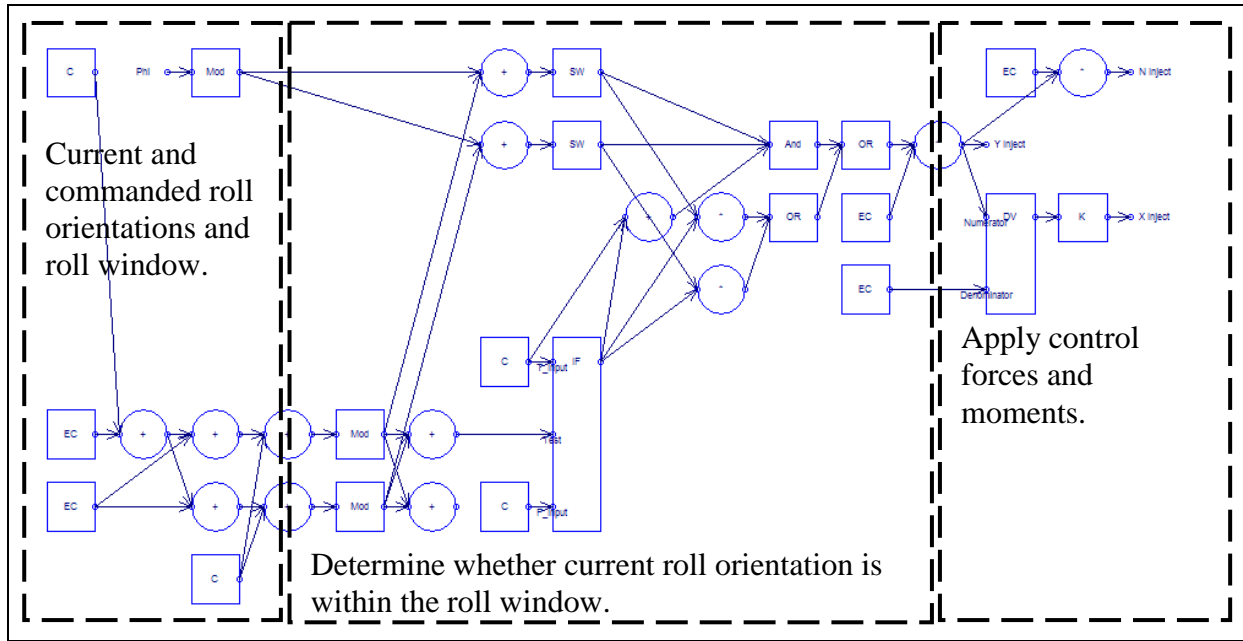 C
Phi
Mod
+
SW
EC
-
N Inject
Current and
commanded roll
orientations and
roll window.
+
SW
And
OR
Y Inject
+
-
OR
EC
Numerator
DV
K
X Inject
-
EC
Denominator
C
T_Input
IF
Apply control
forces and
moments.
EC
+
+
+
Mod
+
Test
EC
+
+
Mod
+
C
F_Input
C
Determine whether current roll orientation is
within the roll window.